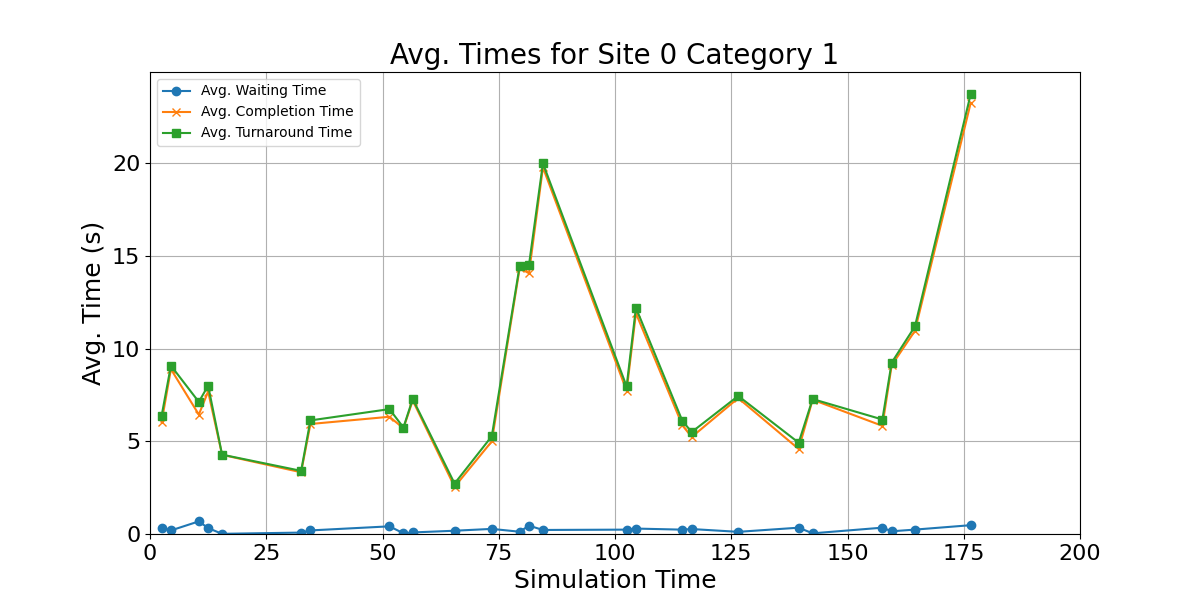 Avg. Times for Site 0 Category 1
Avg. Waiting Time
Avg. Completion Time
Avg. Turnaround Time
Avg. Time (s)
20
15
10
5
0
0 25 50 75 100 125 150 175 200
Simulation Time